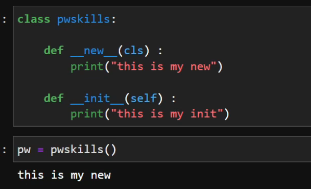 : class pwskills:
def __new__(cls) :
print("this is my new")
def __init__(self) :
print("this is my init")
: pw = pwskills()
this is my new